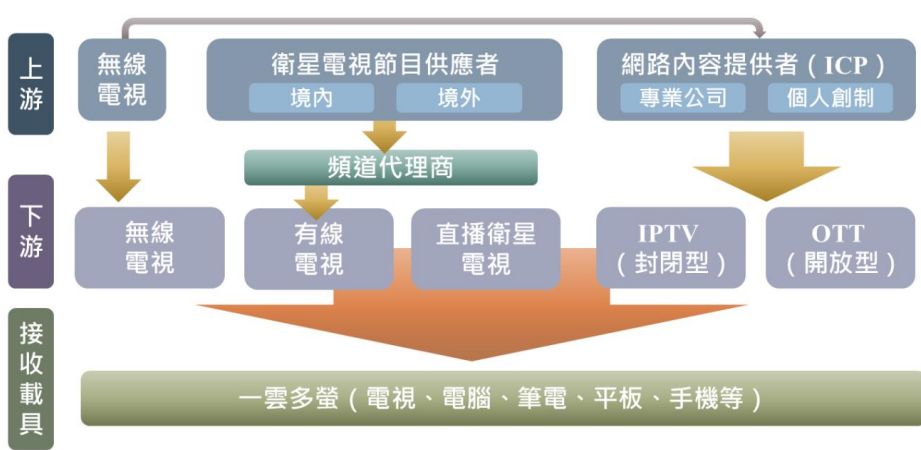 上游
無線
電視
衛星電視節目供應者
境內
境外
網路內容提供者（ICP）
專業公司
個人創制
頻道代理商
下游
無線
電視
有線
電視
直播衛星
電視
IPTV
（封閉型）
OTT
（開放型）
接收載具
一雲多螢（電視、電腦、筆電、平板、手機等）